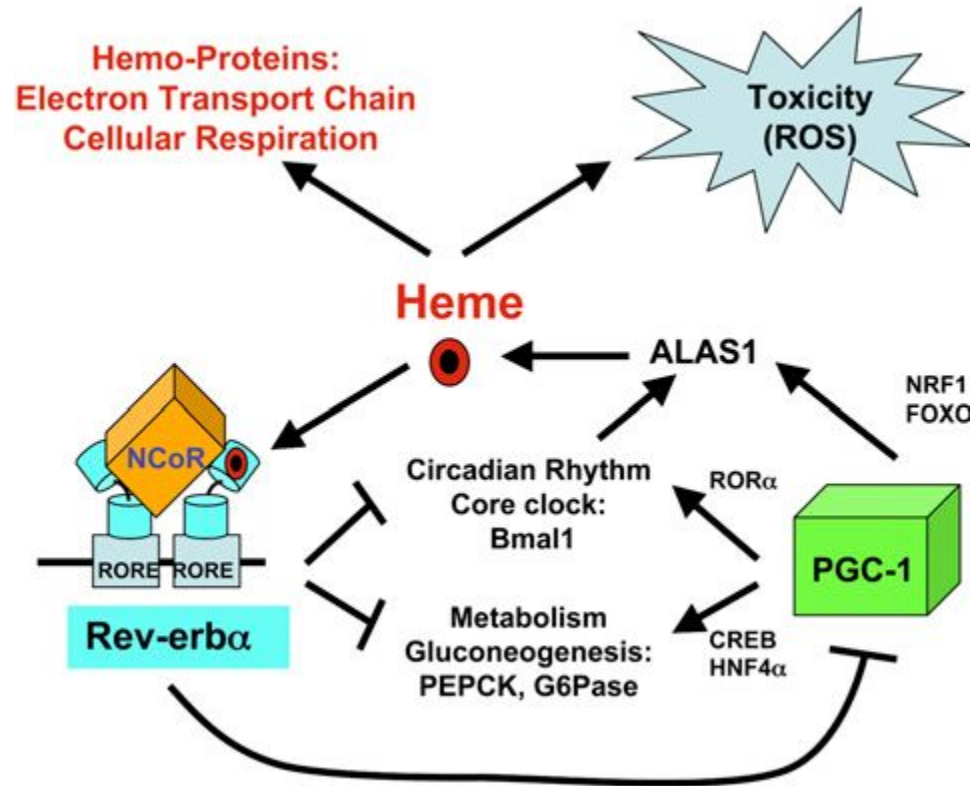 Hemo-Proteins:
Electron Transport Chain
Cellular Respiration
Toxicity
(ROS)
Heme
ALAS1
NRF1
FOXO
NCoR
RORE
RORE
Rev-erbα
Circadian Rhythm
Core clock:
Bmal1
RORα
PGC-1
Metabolism
Gluconeogenesis:
PEPCK, G6Pase
CREB
HNF4α